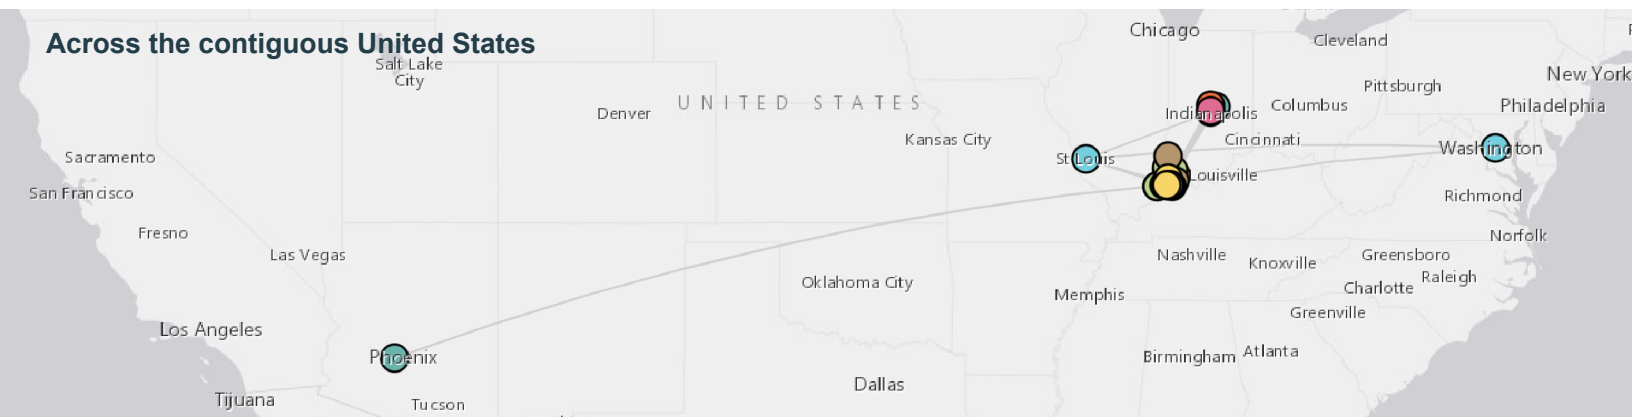 Across the contiguous United States
Chicago
Cleveland
Salt Lake
City
New York
Pittsburgh
UNITED STATES
Denver
Indianapolis
Columbus
Philadelphia
Kansas City
Cincinnati
Washington
Sacramento
St Louis
Louisville
San Francisco
Richmond
Fresno
Norfolk
Las Vegas
Nashville
Knoxville
Greensboro
Raleigh
Oklahoma City
Memphis
Charlotte
Greenville
Los Angeles
Phoenix
Birmingham
Atlanta
Dallas
Tijuana
Tucson